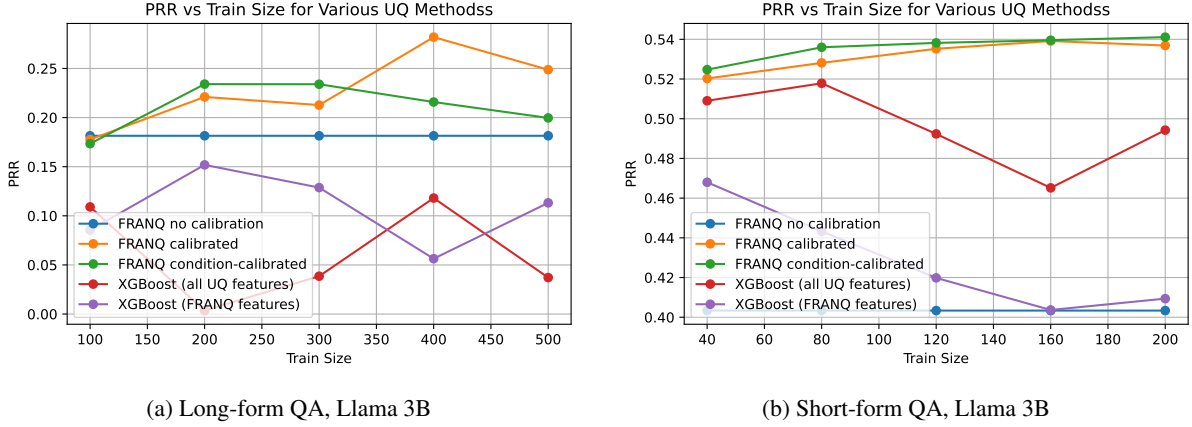 PRR vs Train Size for Various UQ Methodss
PRR
0.25
0.20
0.15
0.10
0.05
0.00
FRANQ no calibration
FRANQ calibrated
FRANQ condition-calibrated
XGBoost (all UQ features)
XGBoost (FRANQ features)
100 150 200 250 300 350 400 450 500
Train Size
(a) Long-form QA, Llama 3B
PRR vs Train Size for Various UQ Methodss
PRR
0.54
0.52
0.50
0.48
0.46
0.44
0.42
0.40
FRANQ no calibration
FRANQ calibrated
FRANQ condition-calibrated
XGBoost (all UQ features)
XGBoost (FRANQ features)
40 60 80 100 120 140 160 180 200
Train Size
(b) Short-form QA, Llama 3B